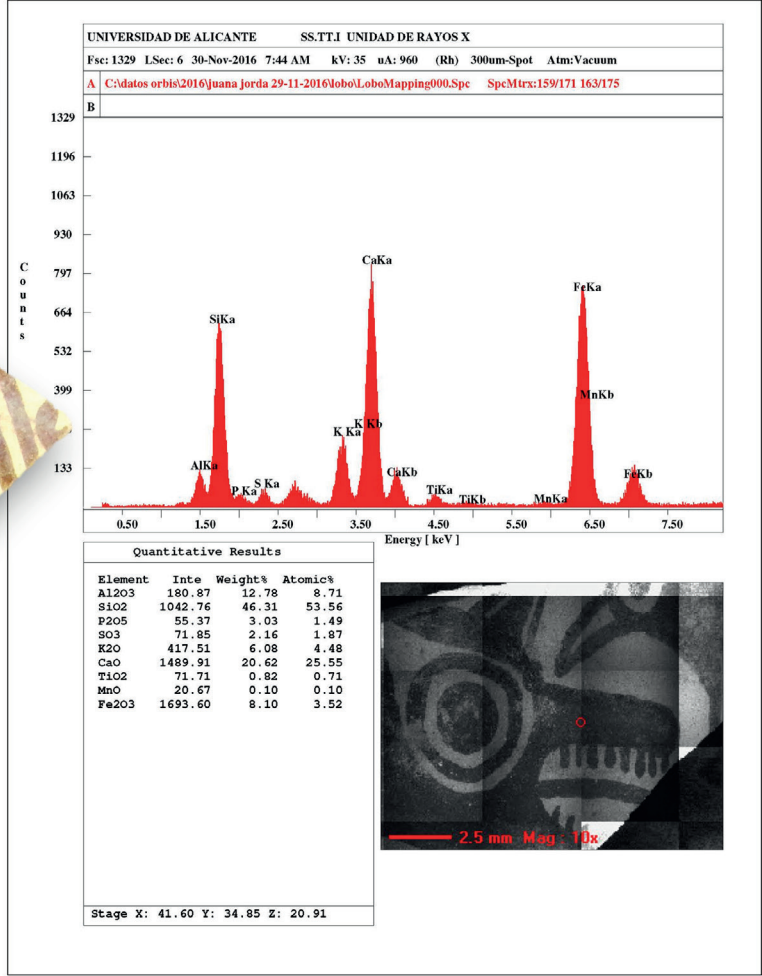 UNIVERSIDAD DE ALICANTE SS.TT.I UNIDAD DE RAYOS X
Fsc: 1329 LSec: 6 30-Nov-2016 7:44 AM kV: 35 uA: 960 (Rh) 300um-Spot Atm:Vacuum
A C:\datos orbis\2016\juana jorda 29-11-2016\lobo\LoboMapping000.Spc SpcMtrx:159/171 163/175
B
1329
1196
1063
930
797
664
532
399
133
Counts
CaKa
FeKa
SiKa
MnKb
K Kb
K Ka
AlKa
CaKb
FeKb
S Ka
P Ka
TiKa
TiKb
MnKa
0.50 1.50 2.50 3.50 4.50 5.50 6.50 7.50
Energy [ keV ]
Quantitative Results
Element Inte Weight% Atomic%
Al2O3 180.87 12.78 8.71
SiO2 1042.76 46.31 53.56
P2O5 55.37 3.03 1.49
SO3 71.85 2.16 1.87
K2O 417.51 6.08 4.48
CaO 1489.91 20.62 25.55
TiO2 71.71 0.82 0.71
MnO 20.67 0.10 0.10
Fe2O3 1693.60 8.10 3.52
2.5 mm Mag : 10x
Stage X: 41.60 Y: 34.85 Z: 20.91